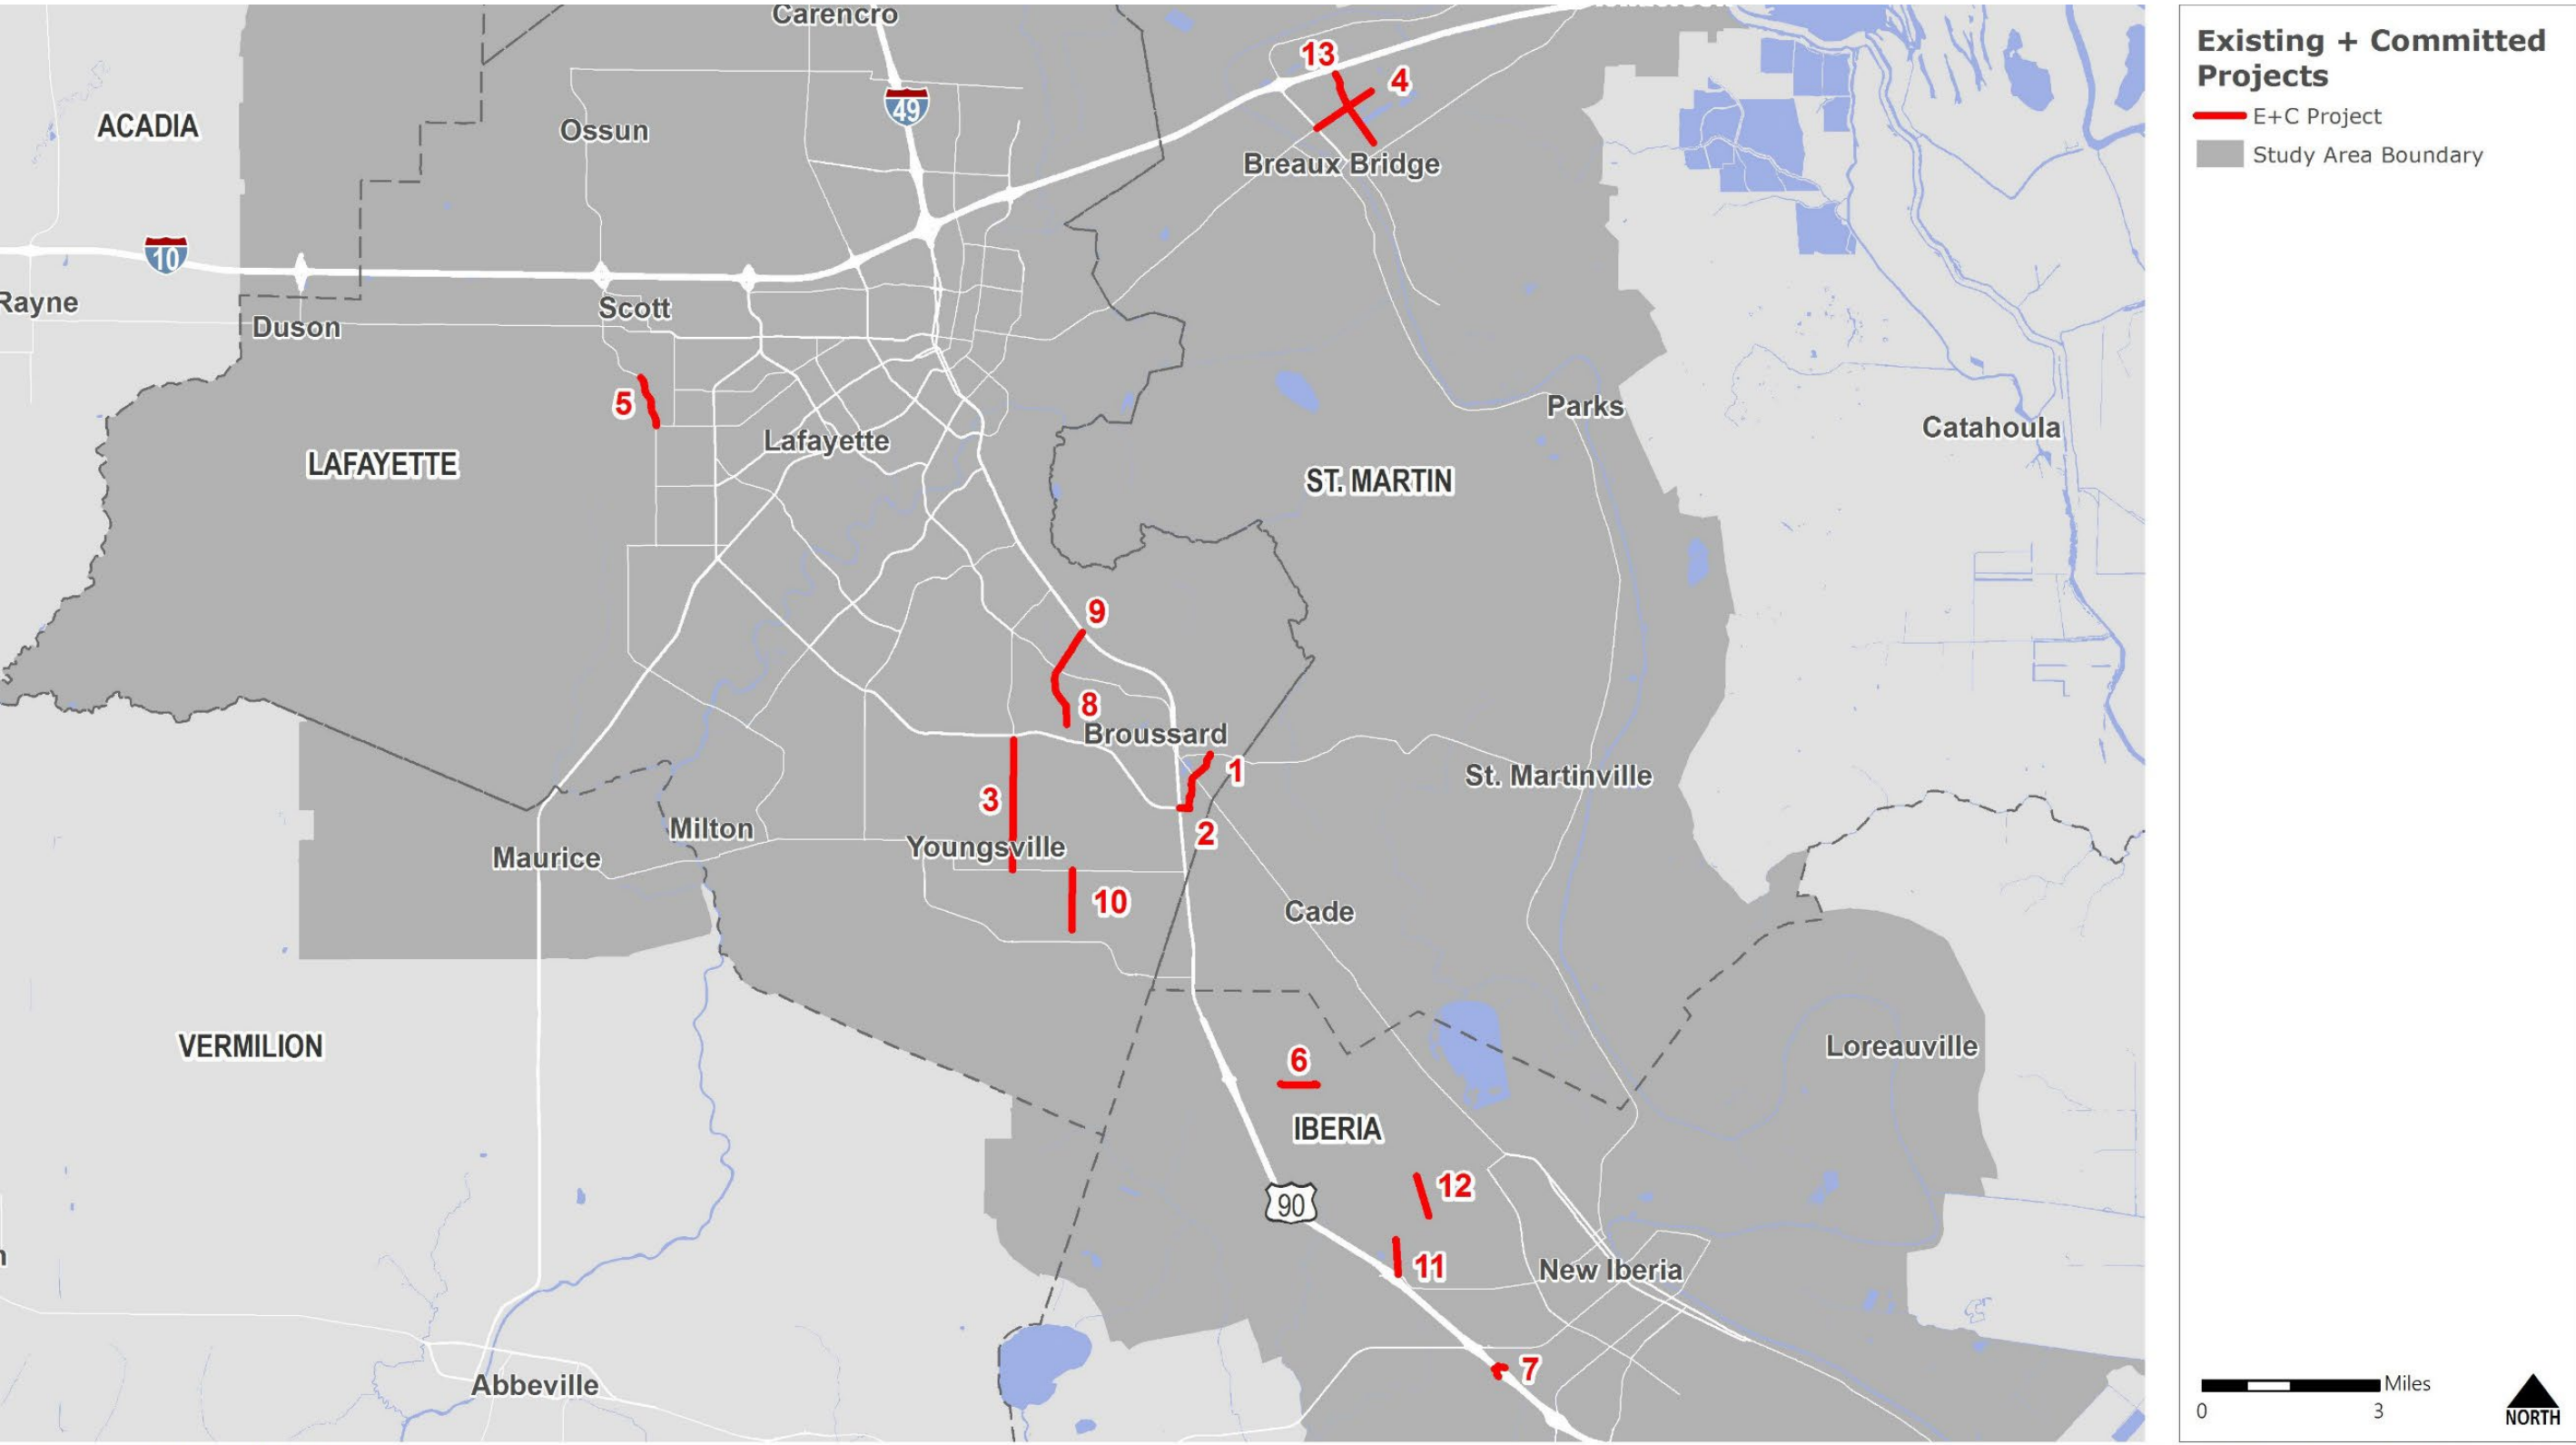 Carencro
13
4
49
ACADIA
Ossun
Breaux Bridge
10
Rayne
Scott
Duson
5
Parks
Catahoula
Lafayette
LAFAYETTE
ST. MARTIN
9
8
Broussard
1
St. Martinville
3
Milton
2
Youngsville
Maurice
10
Cade
VERMILION
Loreauville
6
IBERIA
12
90
11
New Iberia
7
Abbeville
Existing + Committed
Projects
E+C Project
Study Area Boundary
Miles
0 3
NORTH